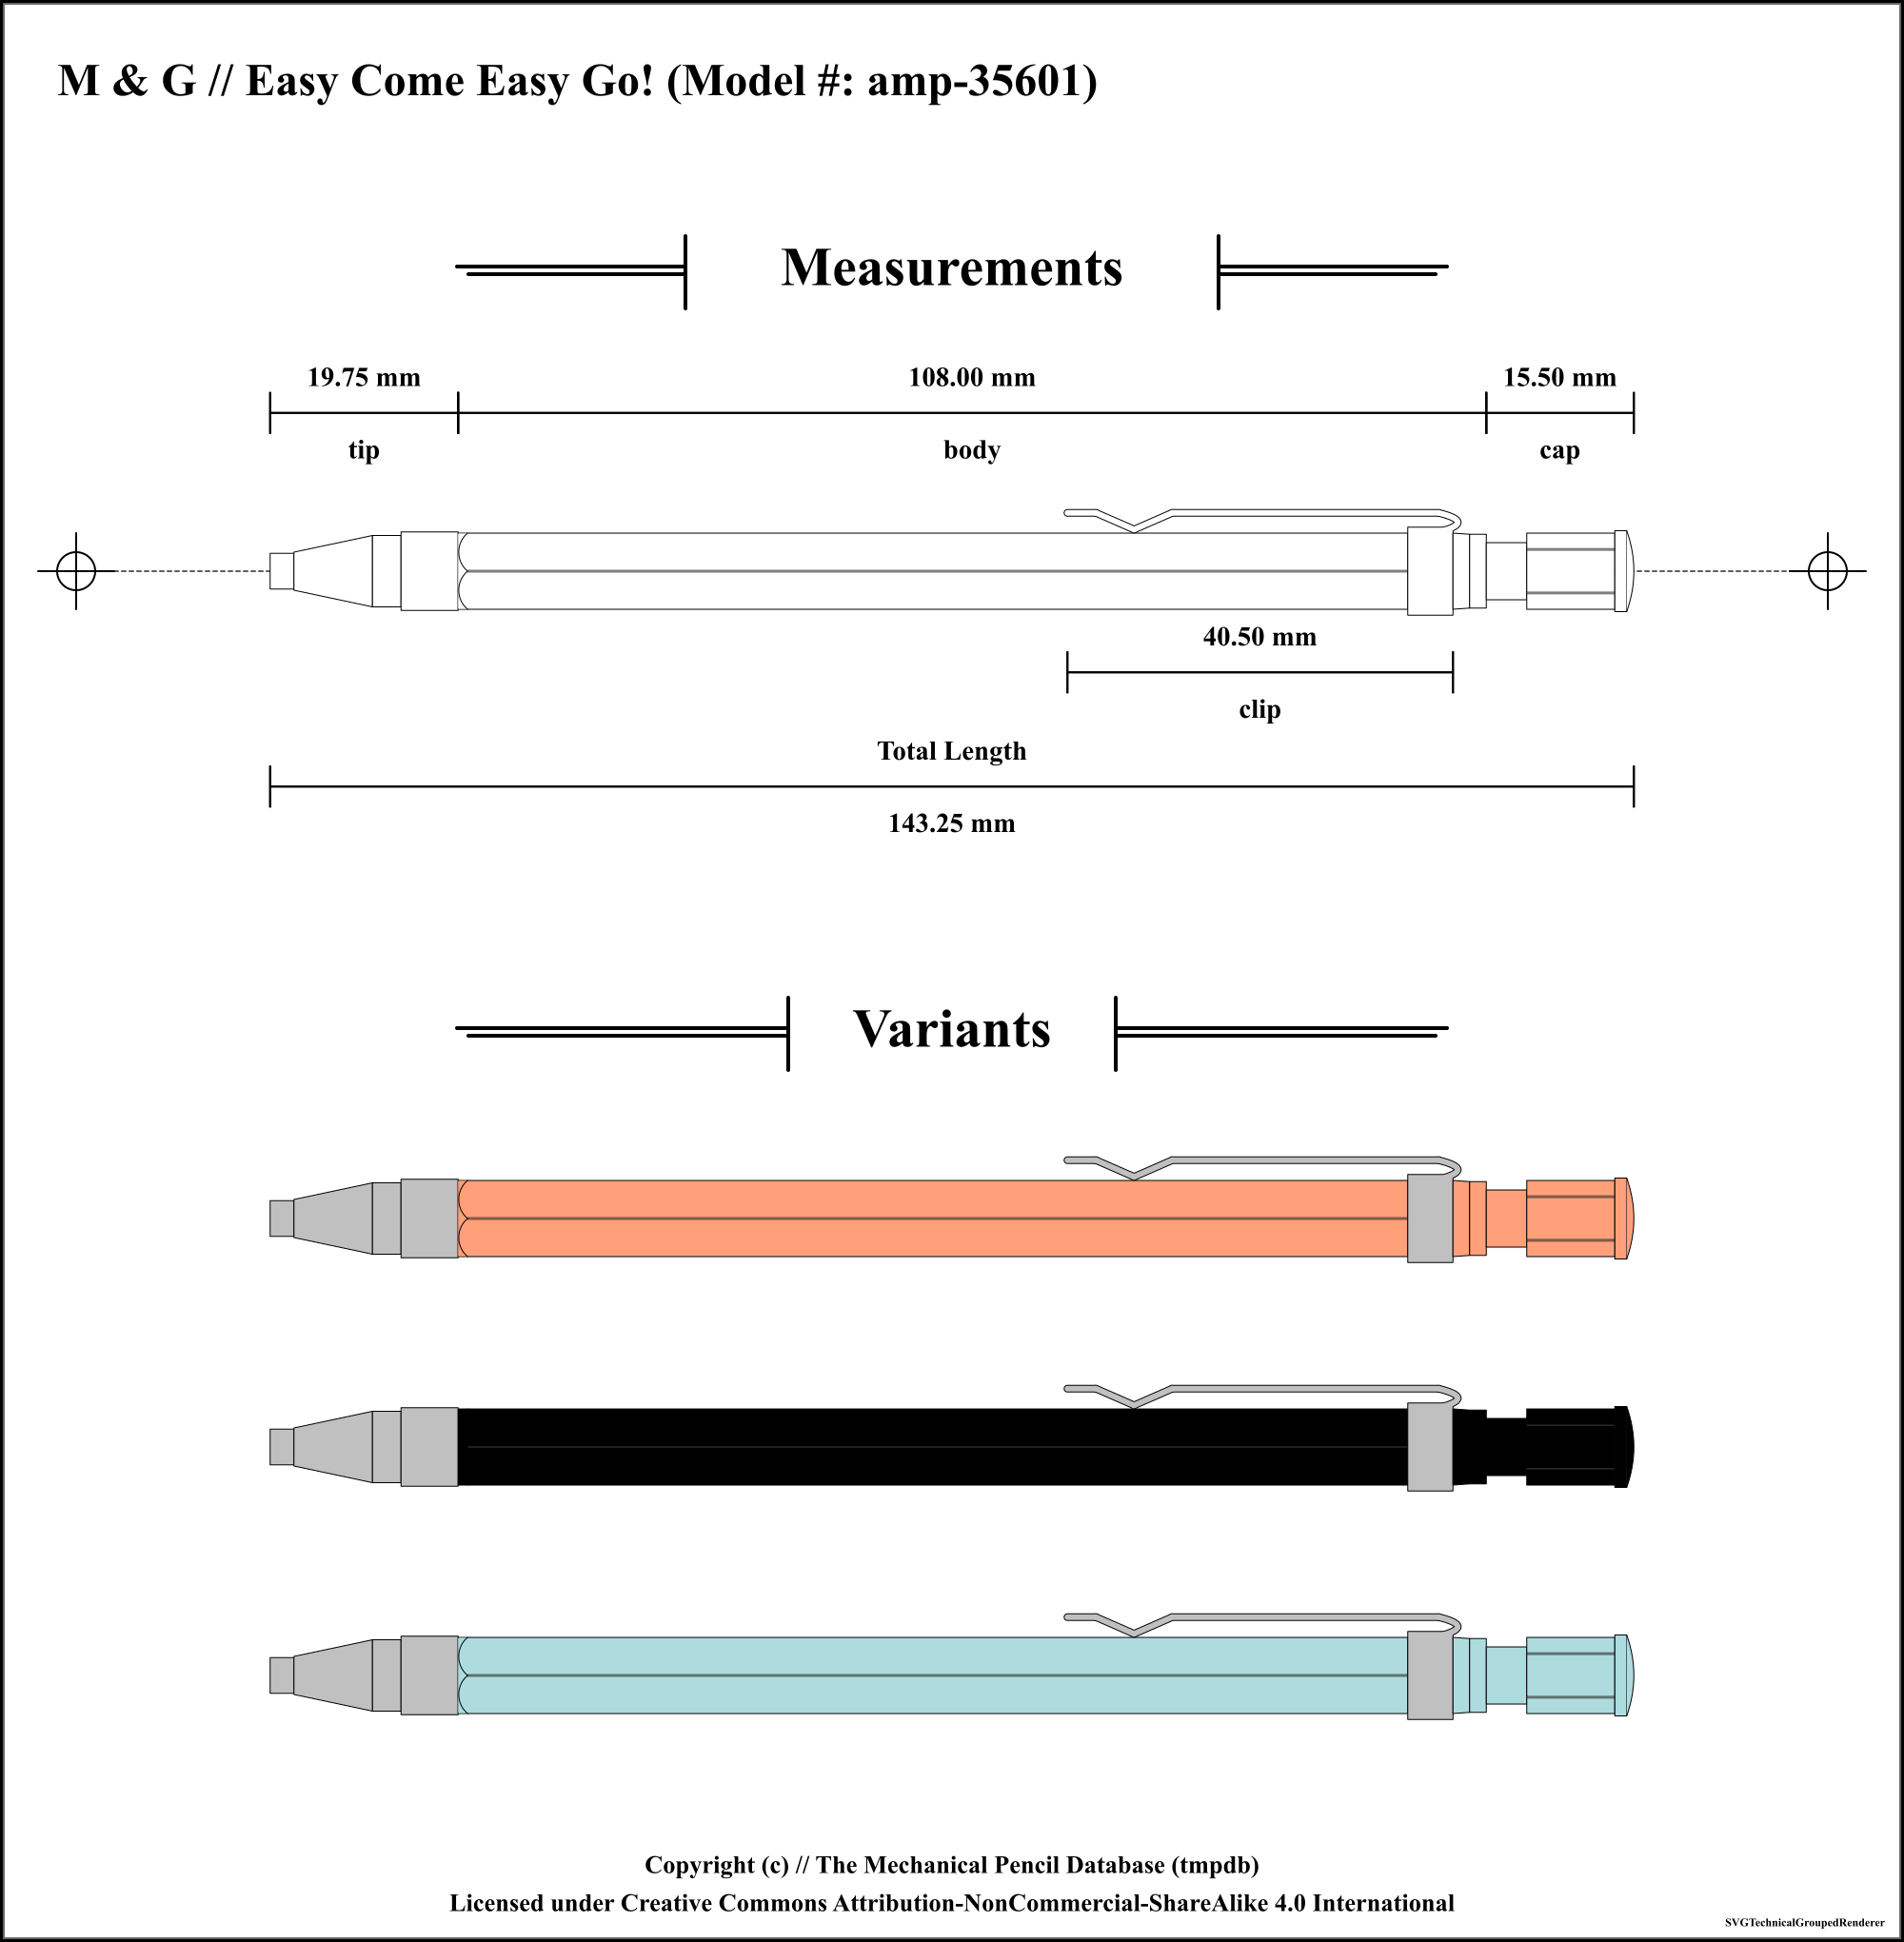 M & G // Easy Come Easy Go! (Model #: amp-35601)
Measurements
19.75 mm 108.00 mm 15.50 mm
tip body cap
40.50 mm
clip
Total Length
143.25 mm
Variants
Copyright (c) // The Mechanical Pencil Database (tmpdb)
Licensed under Creative Commons Attribution-NonCommercial-ShareAlike 4.0 International
SVGTechnicalGroupedRenderer